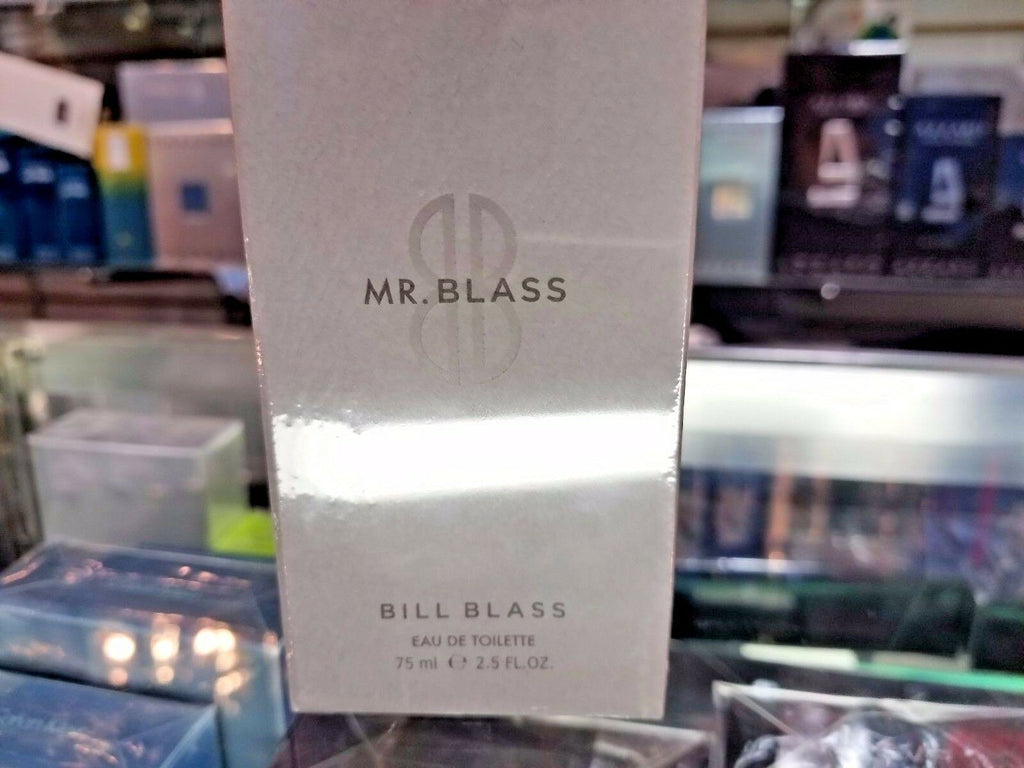 MR.BLASS
BILL BLASS
EAU DE TOILETTE
75 ml ℮ 2.5 FL.OZ.